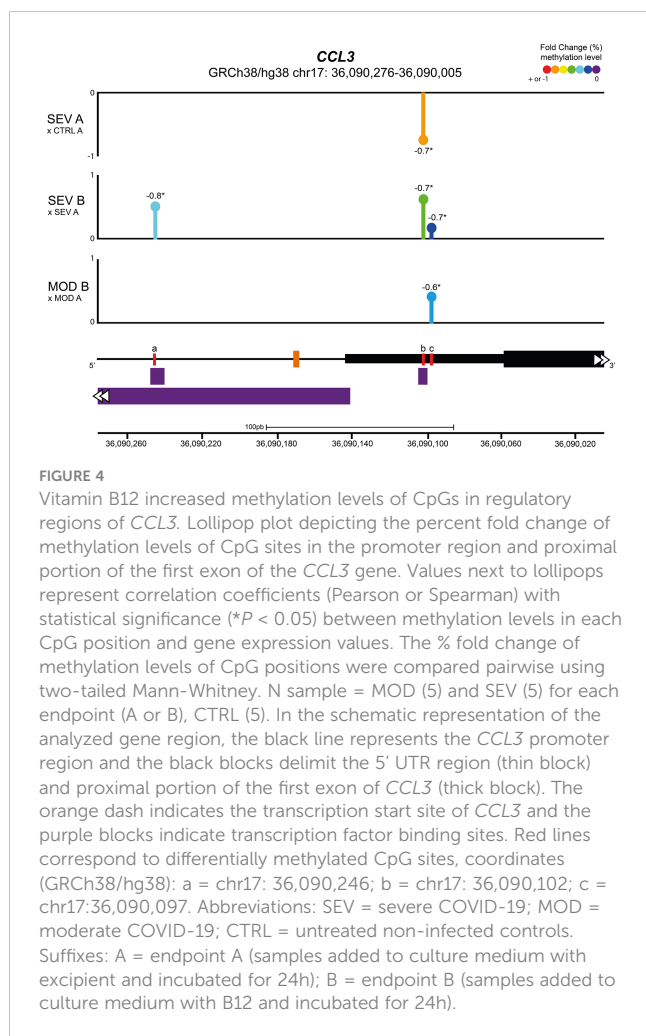 CCL3
GRCh38/hg38 chr17: 36,090,276-36,090,005
Fold Change (%)
methylation level
+ or -1
0
SEV A
x CTRL A
0
-1
-0.7*
SEV B
x SEV A
1
0
-0.8*
-0.7*
-0.7*
MOD B
x MOD A
1
0
-0.6*
a
b
c
5'
3'
100pb
36,090,260
36,090,220
36,090,180
36,090,140
36,090,100
36,090,060
36,090,020
FIGURE 4
Vitamin B12 increased methylation levels of CpGs in regulatory
regions of CCL3. Lollipop plot depicting the percent fold change of
methylation levels of CpG sites in the promoter region and proximal
portion of the first exon of the CCL3 gene. Values next to lollipops
represent correlation coefficients (Pearson or Spearman) with
statistical significance (*P < 0.05) between methylation levels in each
CpG position and gene expression values. The % fold change of
methylation levels of CpG positions were compared pairwise using
two-tailed Mann-Whitney. N sample = MOD (5) and SEV (5) for each
endpoint (A or B), CTRL (5). In the schematic representation of the
analyzed gene region, the black line represents the CCL3 promoter
region and the black blocks delimit the 5' UTR region (thin block)
and proximal portion of the first exon of CCL3 (thick block). The
orange dash indicates the transcription start site of CCL3 and the
purple blocks indicate transcription factor binding sites. Red lines
correspond to differentially methylated CpG sites, coordinates
(GRCh38/hg38): a = chr17: 36,090,246; b = chr17: 36,090,102; c =
chr17:36,090,097. Abbreviations: SEV = severe COVID-19; MOD =
moderate COVID-19; CTRL = untreated non-infected controls.
Suffixes: A = endpoint A (samples added to culture medium with
excipient and incubated for 24h); B = endpoint B (samples added to
culture medium with B12 and incubated for 24h).